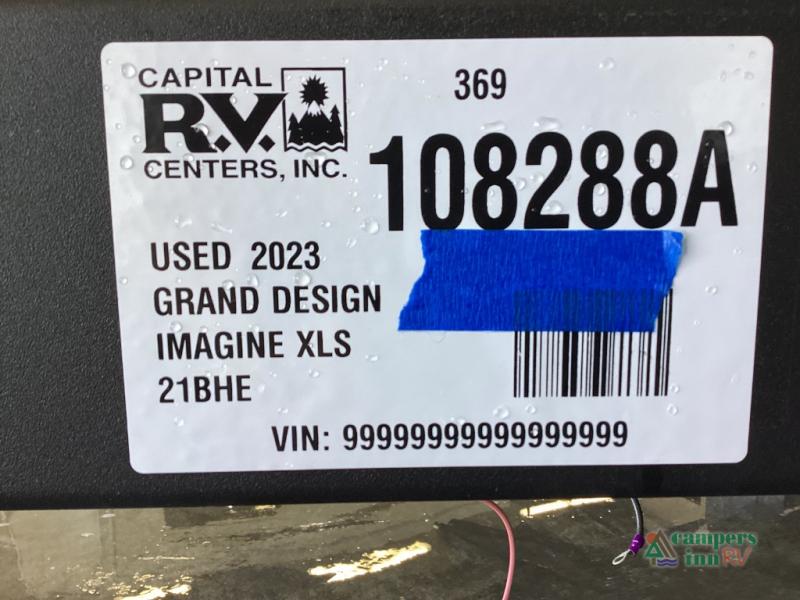 CAPITAL
R.V.
CENTERS, INC.
369
108288A
USED 2023
GRAND DESIGN
IMAGINE XLS
21BHE
VIN: 99999999999999999
campers
inn RV